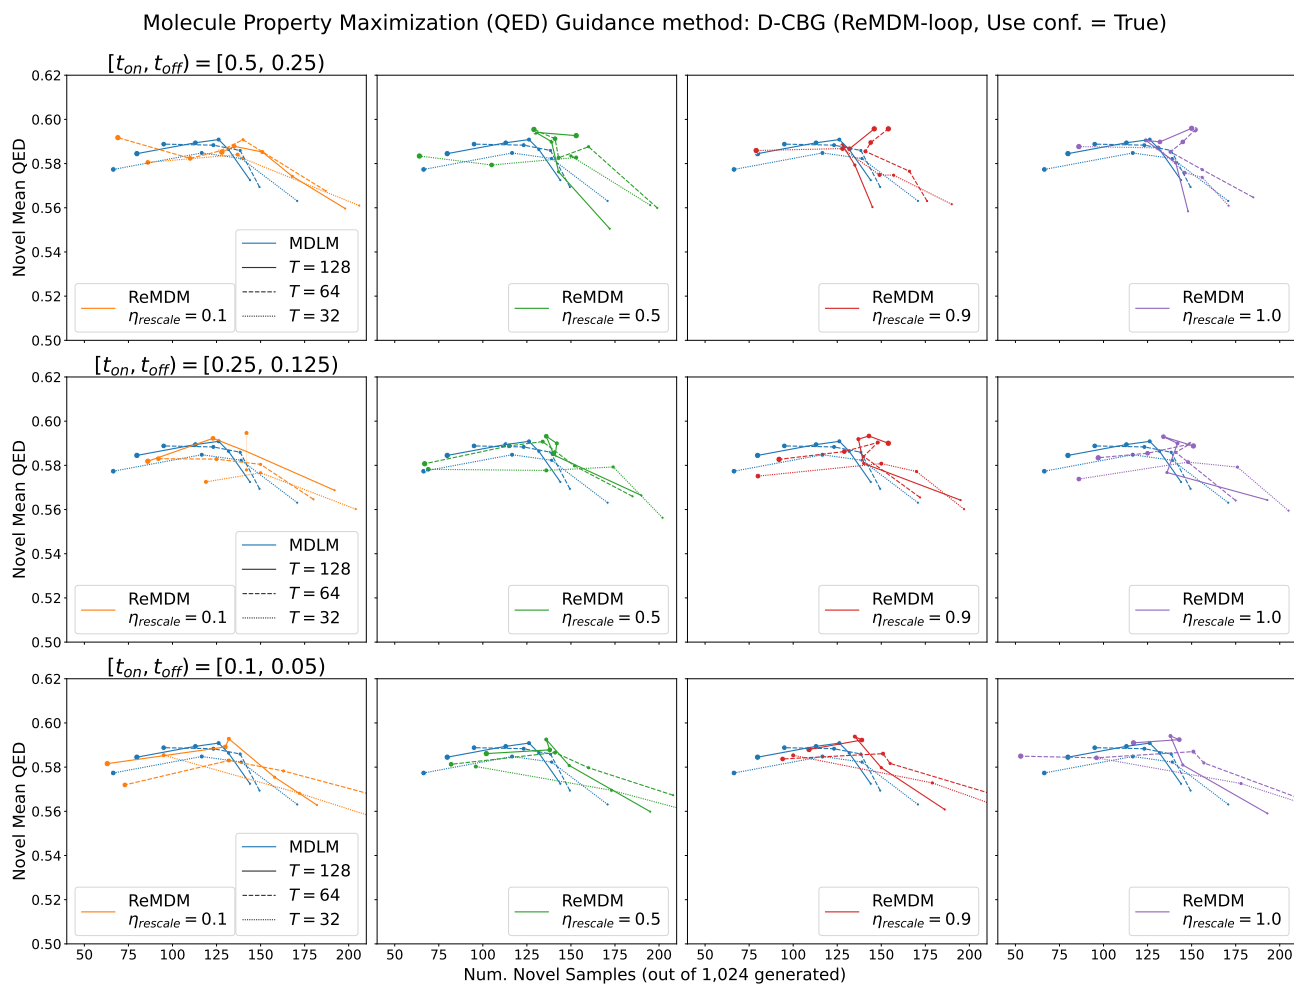 Molecule Property Maximization (QED) Guidance method: D-CBG (ReMDM-loop, Use conf. = True)
[t_on, t_off) = [0.5, 0.25)
Novel Mean QED
0.62
0.60
0.58
0.56
0.54
0.52
0.50
ReMDM
η_rescale = 0.1
MDLM
T = 128
T = 64
T = 32
ReMDM
η_rescale = 0.5
ReMDM
η_rescale = 0.9
ReMDM
η_rescale = 1.0
[t_on, t_off) = [0.25, 0.125)
Novel Mean QED
0.62
0.60
0.58
0.56
0.54
0.52
0.50
ReMDM
η_rescale = 0.1
MDLM
T = 128
T = 64
T = 32
ReMDM
η_rescale = 0.5
ReMDM
η_rescale = 0.9
ReMDM
η_rescale = 1.0
[t_on, t_off) = [0.1, 0.05)
Novel Mean QED
0.62
0.60
0.58
0.56
0.54
0.52
0.50
ReMDM
η_rescale = 0.1
MDLM
T = 128
T = 64
T = 32
ReMDM
η_rescale = 0.5
ReMDM
η_rescale = 0.9
ReMDM
η_rescale = 1.0
50 75 100 125 150 175 200
50 75 100 125 150 175 200
50 75 100 125 150 175 200
50 75 100 125 150 175 200
Num. Novel Samples (out of 1,024 generated)